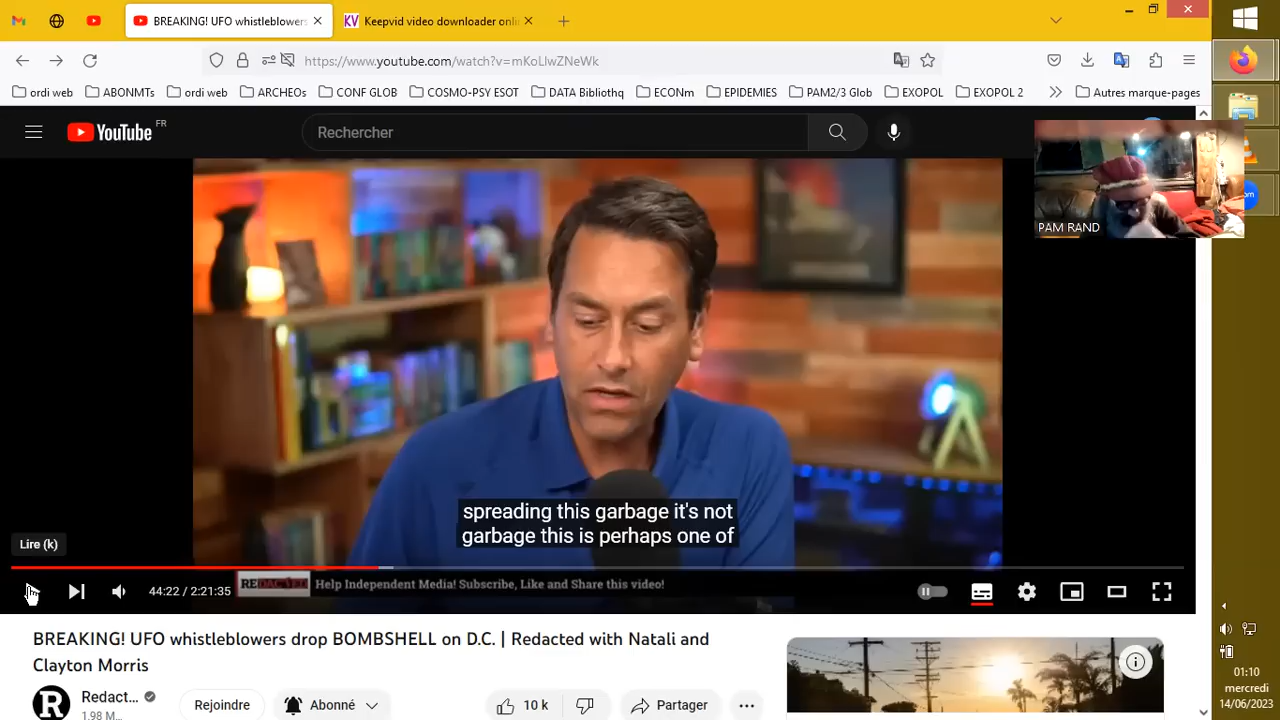 BREAKING! UFO whistleblowers
Keepvid video downloader onli
https://www.youtube.com/watch?v=mKoLlwZNeWk
ordi web
ABONMTs
ordi web
ARCHEOs
CONF GLOB
COSMO-PSY ESOT
DATA Bibliothq
ECONm
EPIDEMIES
PAM2/3 Glob
EXOPOL
EXOPOL 2
Autres marque-pages
YouTube FR
Rechercher
PAM RAND
spreading this garbage it's not
garbage this is perhaps one of
Lire (k)
44:22 / 2:21:35
REDACTED
Help Independent Media! Subscribe, Like and Share this video!
BREAKING! UFO whistleblowers drop BOMBSHELL on D.C. | Redacted with Natali and
Clayton Morris
Redact...
1.98 M...
Rejoindre
Abonné
10 k
Partager
01:10
mercredi
14/06/2023